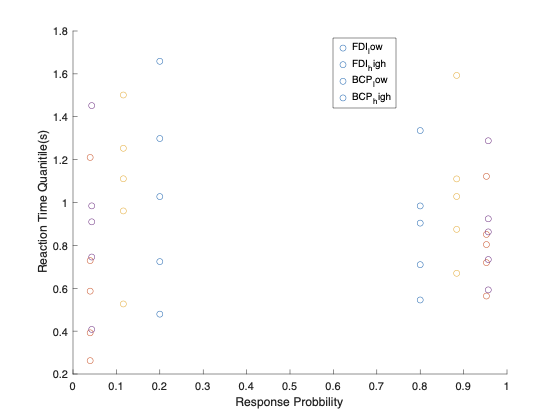 1.8
1.6
1.4
1.2
1
0.8
0.6
0.4
0.2
Reaction Time Quanitile(s)
FDI_low
FDI_high
BCP_low
BCP_high
0 0.1 0.2 0.3 0.4 0.5 0.6 0.7 0.8 0.9 1
Response Probbility